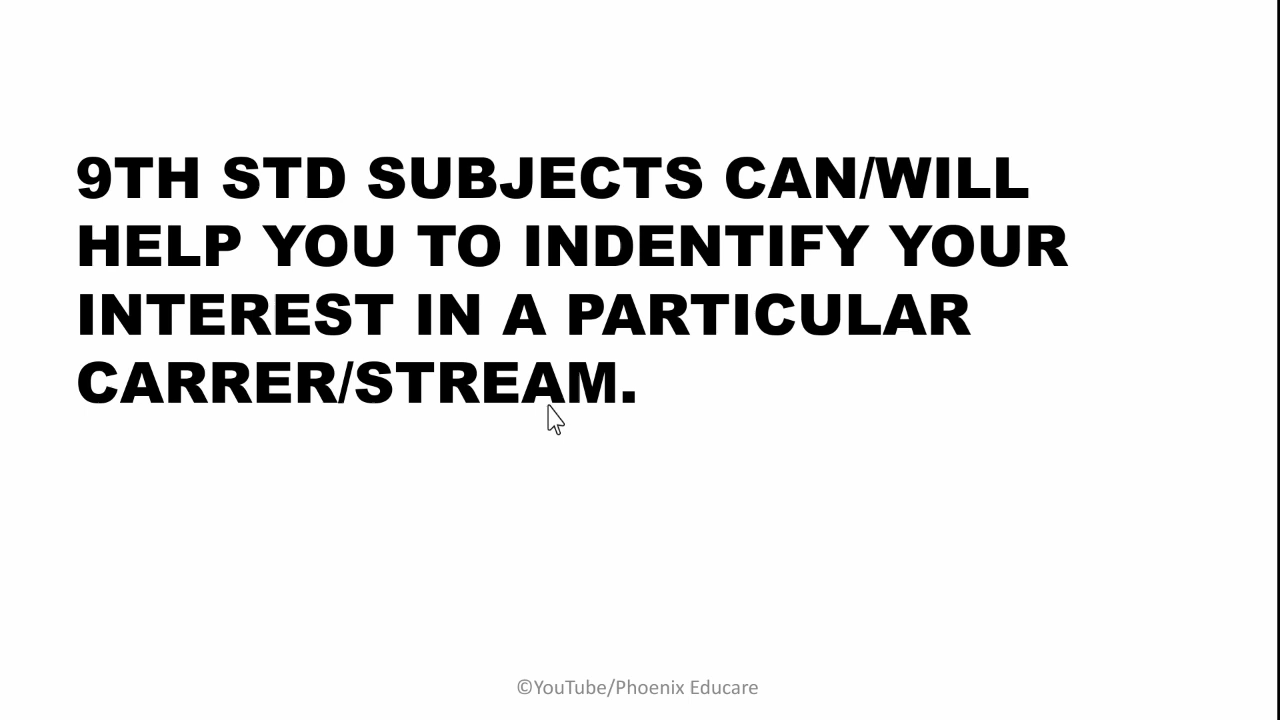 9TH STD SUBJECTS CAN/WILL
HELP YOU TO INDENTIFY YOUR
INTEREST IN A PARTICULAR
CARRER/STREAM.
©YouTube/Phoenix Educare